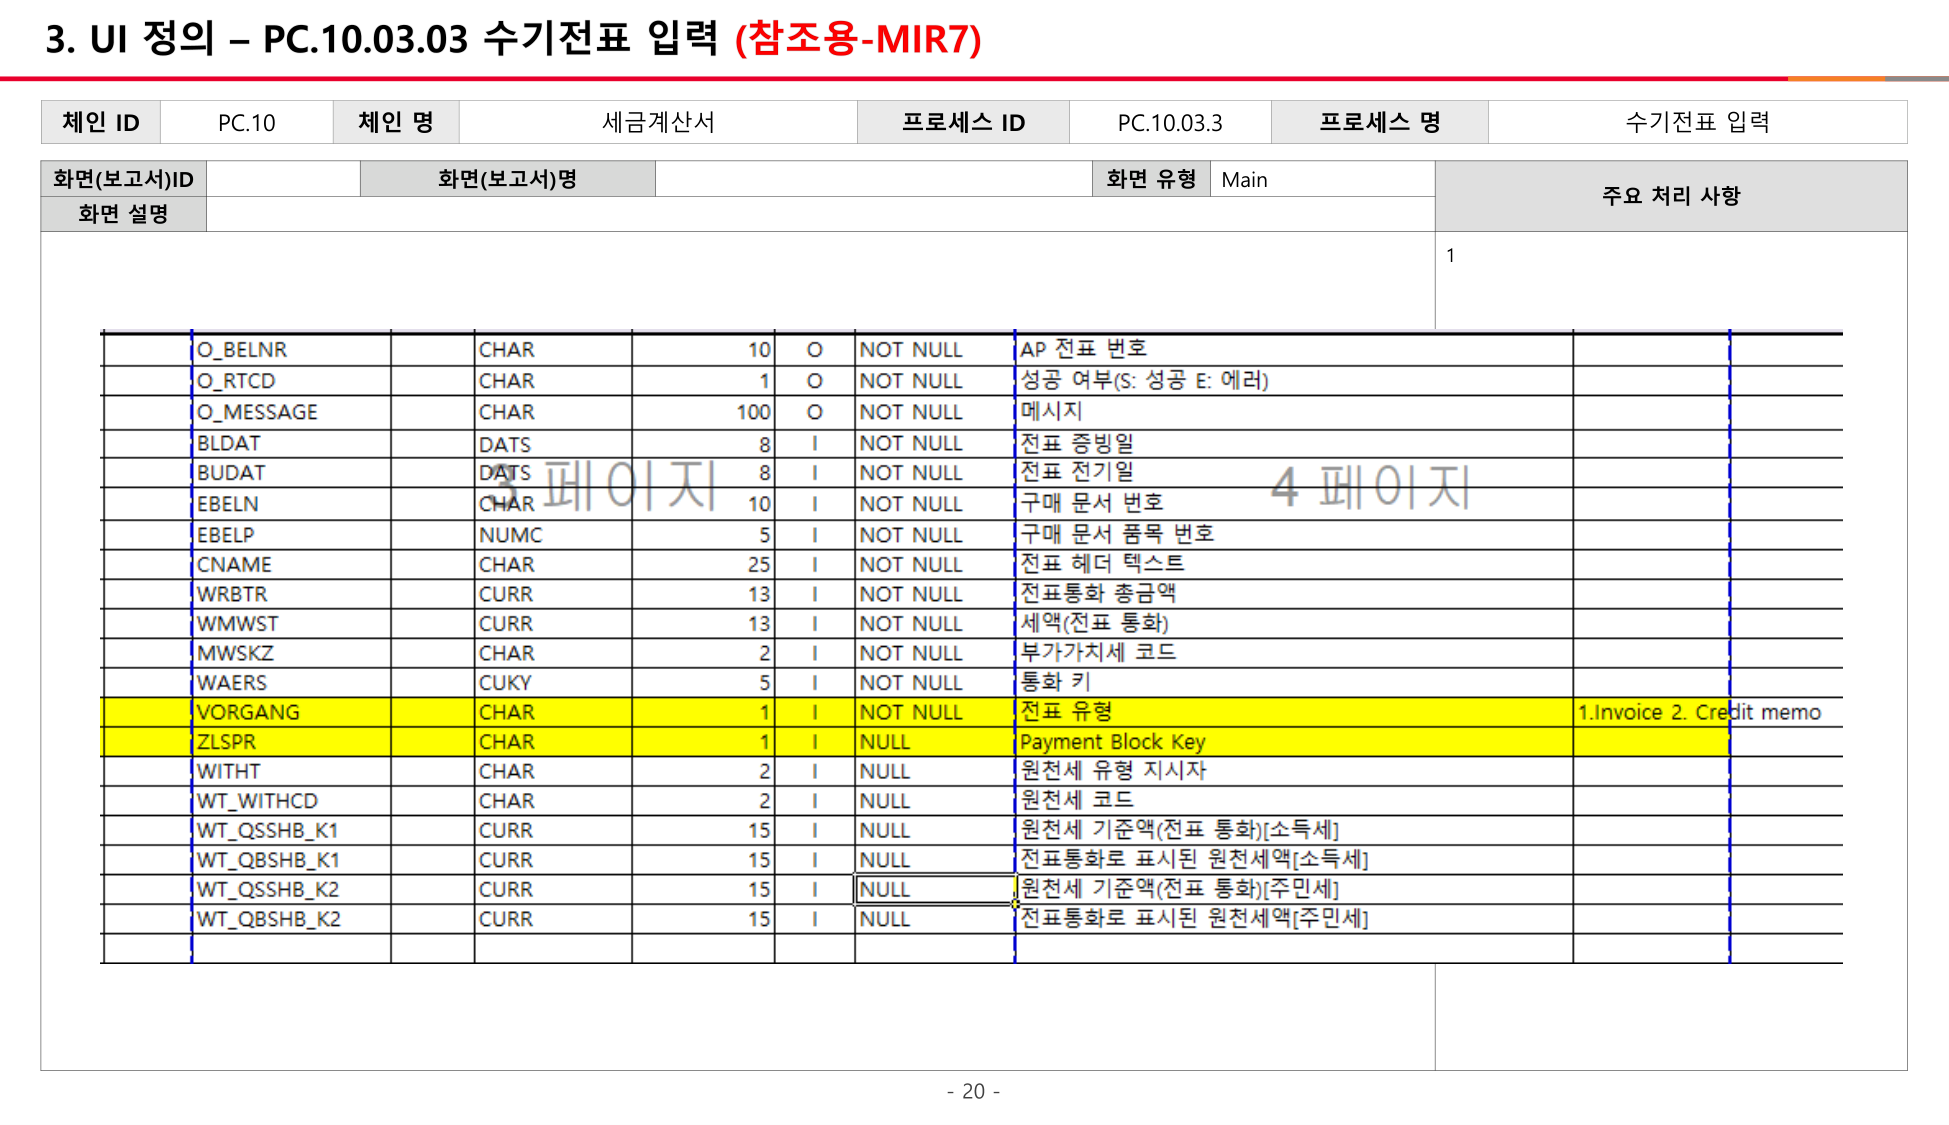 3. UI 정의 – PC.10.03.03 수기전표 입력 (참조용-MIR7)
체인 ID PC.10 체인 명 세금계산서 프로세스 ID PC.10.03.3 프로세스 명 수기전표 입력
화면(보고서)ID 화면(보고서)명 화면 유형 Main 주요 처리 사항
화면 설명
1
O_BELNR CHAR 10 O NOT NULL AP 전표 번호
O_RTCD CHAR 1 O NOT NULL 성공 여부(S: 성공 E: 에러)
O_MESSAGE CHAR 100 O NOT NULL 메시지
BLDAT DATS 8 I NOT NULL 전표 증빙일
BUDAT DATS 8 I NOT NULL 전표 전기일
3 페이지 4 페이지
EBELN CHAR 10 I NOT NULL 구매 문서 번호
EBELP NUMC 5 I NOT NULL 구매 문서 품목 번호
CNAME CHAR 25 I NOT NULL 전표 헤더 텍스트
WRBTR CURR 13 I NOT NULL 전표통화 총금액
WMWST CURR 13 I NOT NULL 세액(전표 통화)
MWSKZ CHAR 2 I NOT NULL 부가가치세 코드
WAERS CUKY 5 I NOT NULL 통화 키
VORGANG CHAR 1 I NOT NULL 전표 유형 1.Invoice 2. Credit memo
ZLSPR CHAR 1 I NULL Payment Block Key
WITHT CHAR 2 I NULL 원천세 유형 지시자
WT_WITHCD CHAR 2 I NULL 원천세 코드
WT_QSSHB_K1 CURR 15 I NULL 원천세 기준액(전표 통화)[소득세]
WT_QBSHB_K1 CURR 15 I NULL 전표통화로 표시된 원천세액[소득세]
WT_QSSHB_K2 CURR 15 I NULL 원천세 기준액(전표 통화)[주민세]
WT_QBSHB_K2 CURR 15 I NULL 전표통화로 표시된 원천세액[주민세]
- 20 -